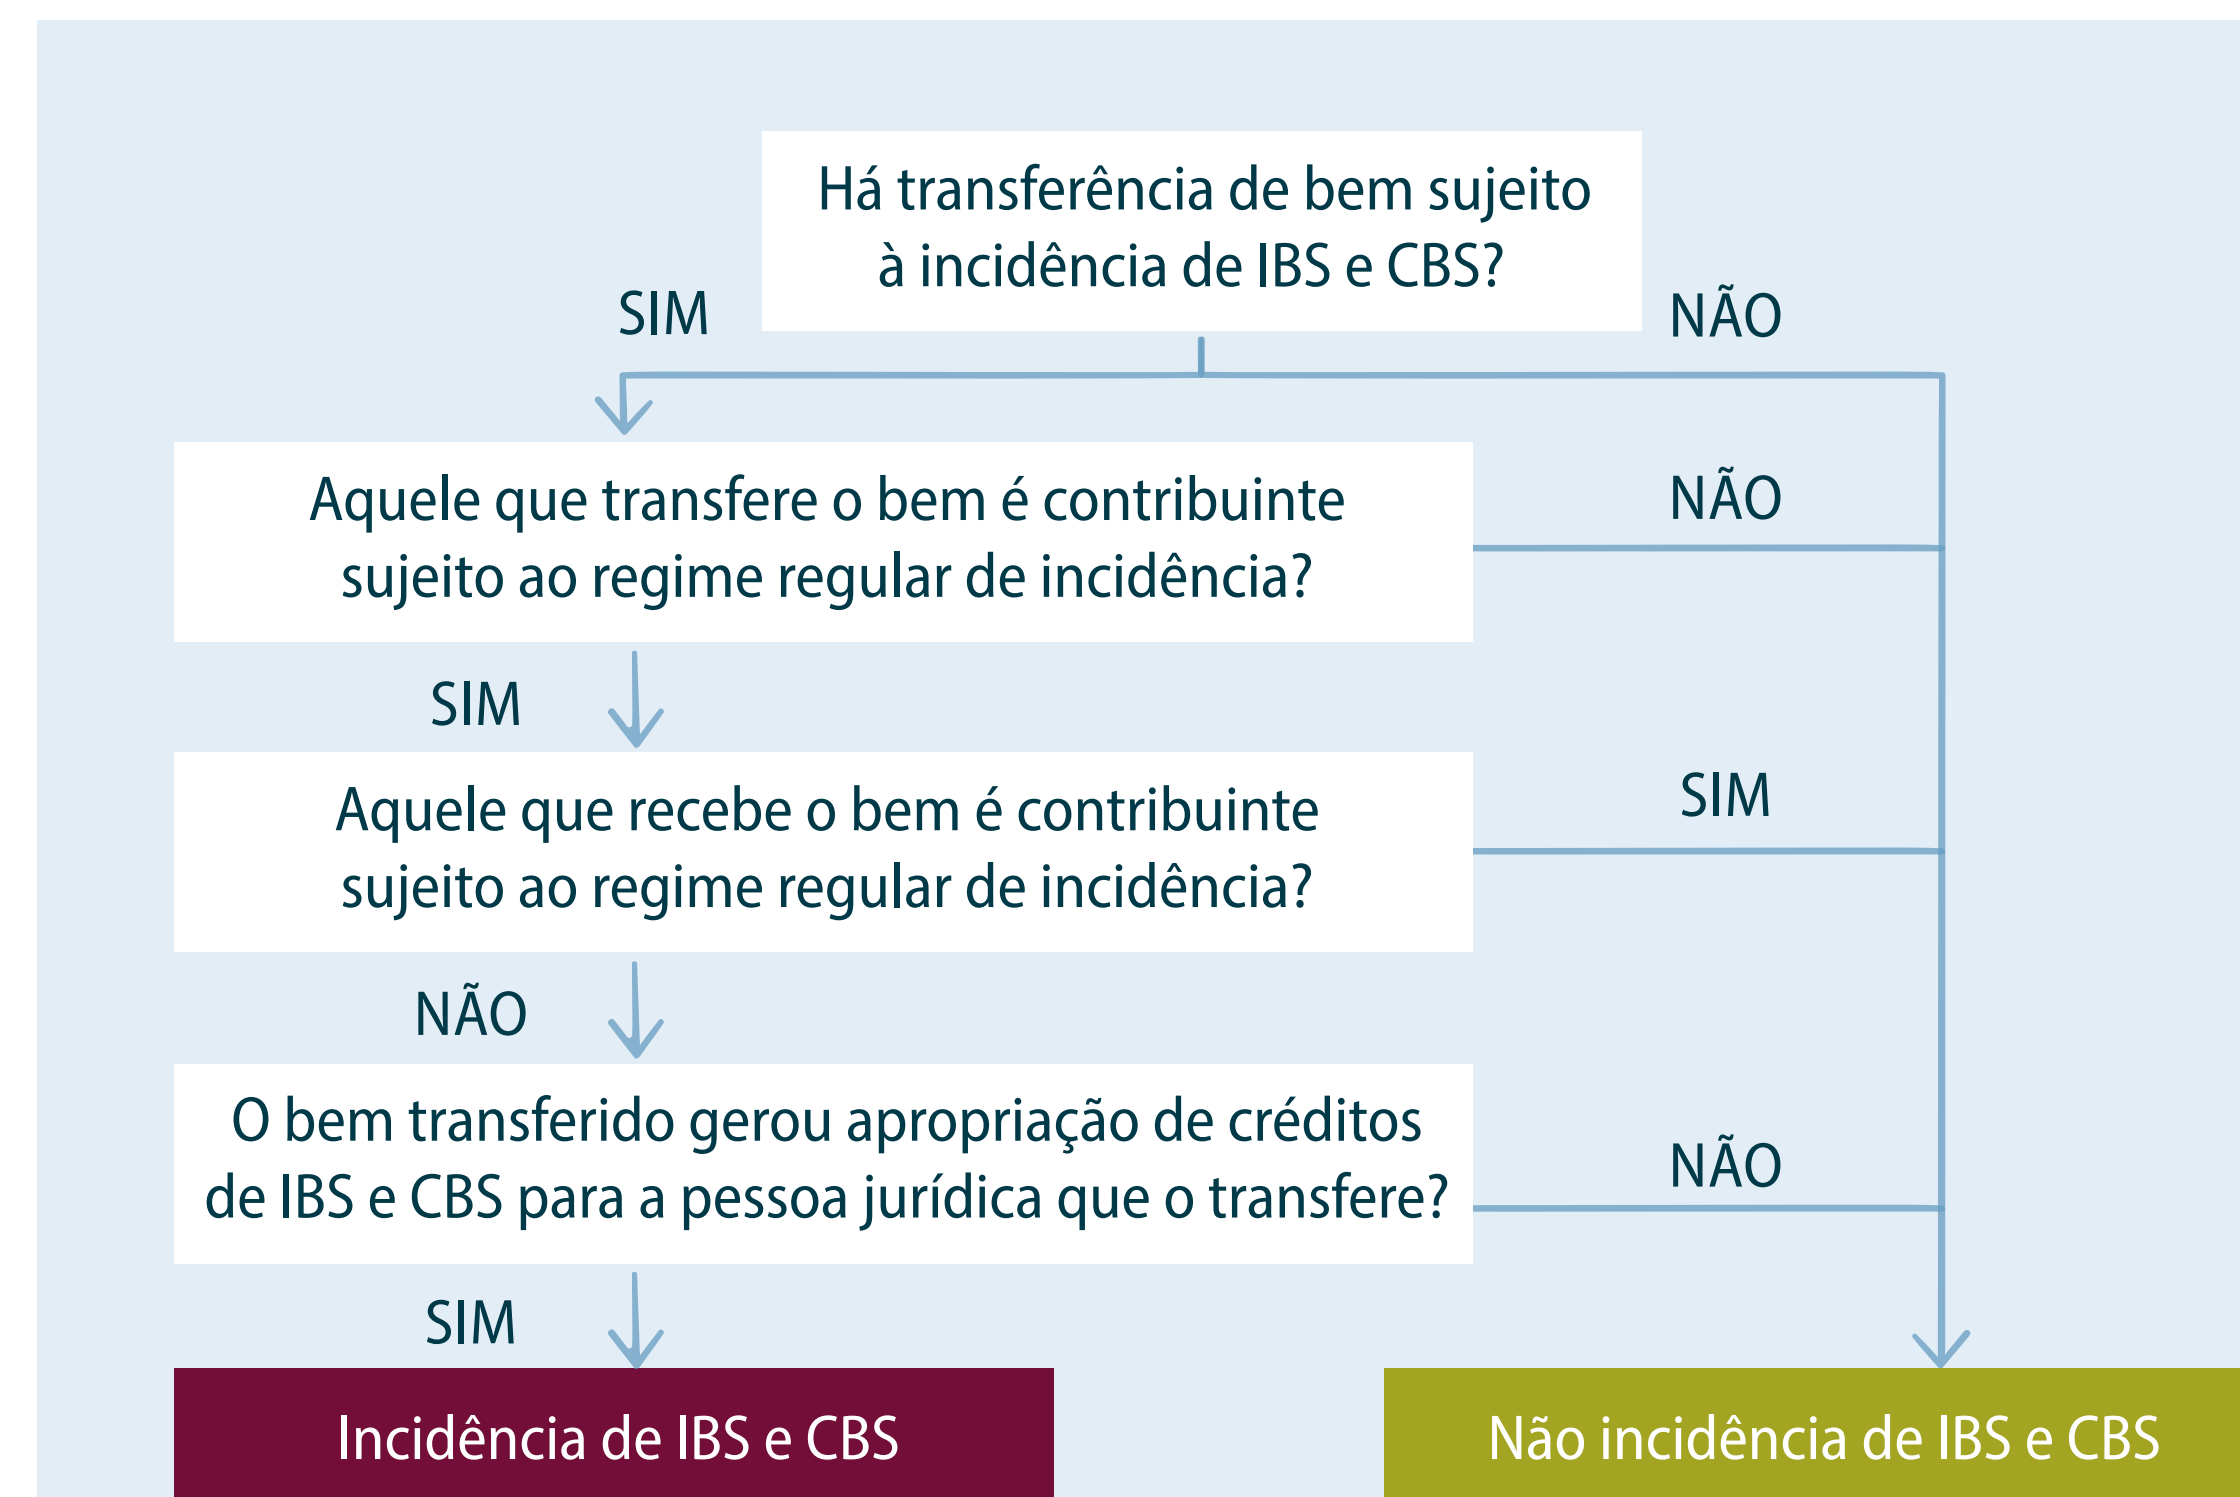 Há transferência de bem sujeito
à incidência de IBS e CBS?
SIM
NÃO
Aquele que transfere o bem é contribuinte
sujeito ao regime regular de incidência?
NÃO
SIM
Aquele que recebe o bem é contribuinte
sujeito ao regime regular de incidência?
SIM
NÃO
O bem transferido gerou apropriação de créditos
de IBS e CBS para a pessoa jurídica que o transfere?
NÃO
SIM
Incidência de IBS e CBS
Não incidência de IBS e CBS